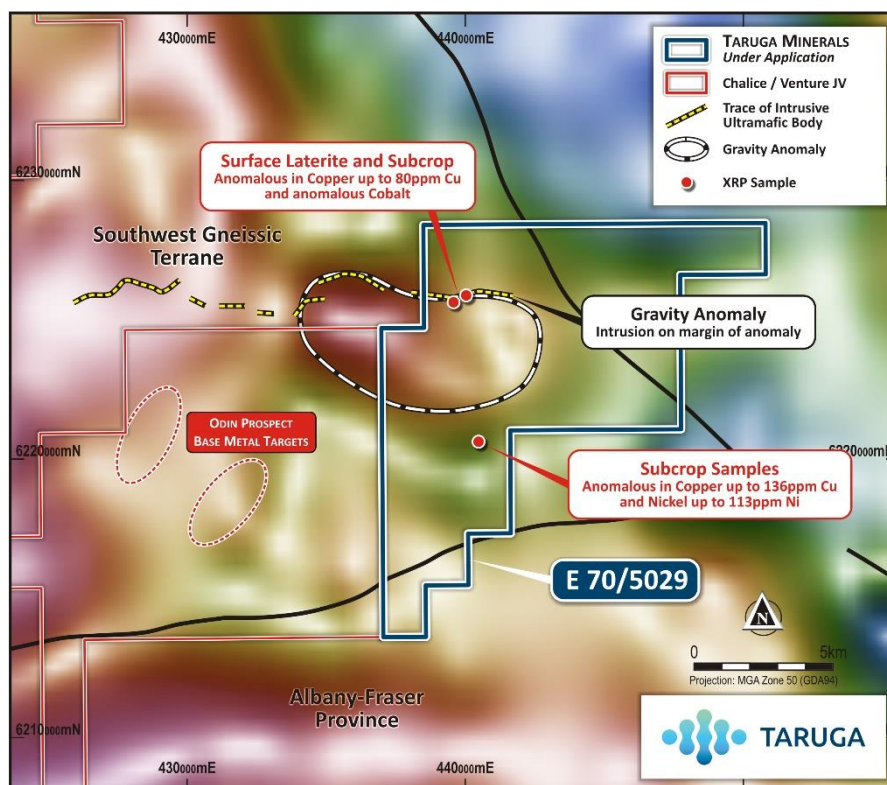 430000mE
440000mE
TARUGA MINERALS
Under Application
Chalice / Venture JV
Trace of Intrusive
Ultramafic Body
Gravity Anomaly
XRP Sample
6230000mN
Surface Laterite and Subcrop
Anomalous in Copper up to 80ppm Cu
and anomalous Cobalt
Southwest Gneissic
Terrane
Gravity Anomaly
Intrusion on margin of anomaly
ODIN PROSPECT
BASE METAL TARGETS
6220000mN
6220000mN
Subcrop Samples
Anomalous in Copper up to 136ppm Cu
and Nickel up to 113ppm Ni
E 70/5029
N
0 5km
Projection: MGA Zone 50 (GDA94)
Albany-Fraser
Province
6210000mN
TARUGA
430000mE
440000mE